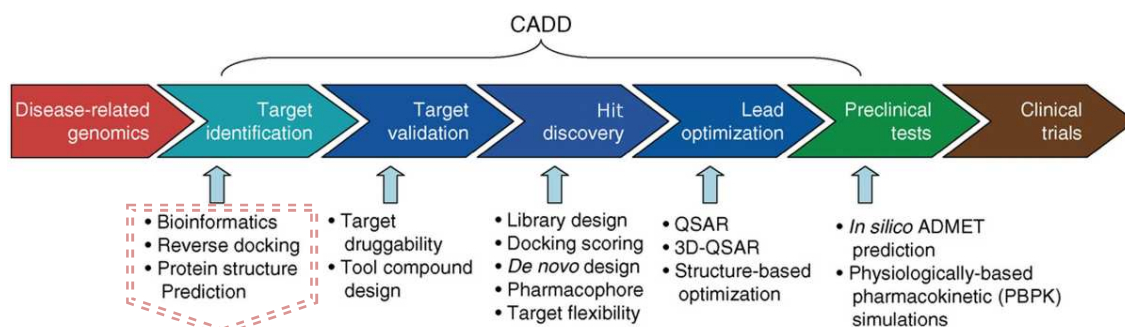 CADD
Disease-related
genomics
Target
identification
Target
validation
Hit
discovery
Lead
optimization
Preclinical
tests
Clinical
trials
• Bioinformatics
• Reverse docking
• Protein structure
Prediction
• Target
druggability
• Tool compound
design
• Library design
• Docking scoring
• De novo design
• Pharmacophore
• Target flexibility
• QSAR
• 3D-QSAR
• Structure-based
optimization
• In silico ADMET
prediction
• Physiologically-based
pharmacokinetic (PBPK)
simulations